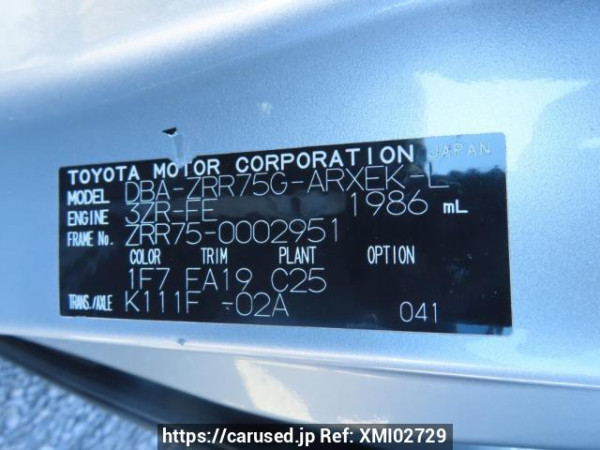 TOYOTA MOTOR CORPORATION JAPAN
MODEL DBA-ZRR75G-ARXEK-L
ENGINE 3ZR-FE 1986 mL
FRAME No. ZRR75-0002951
COLOR TRIM PLANT OPTION
1F7 FA19 C25
TRANS./AXLE K111F -02A 041
https://carused.jp Ref: XMI02729